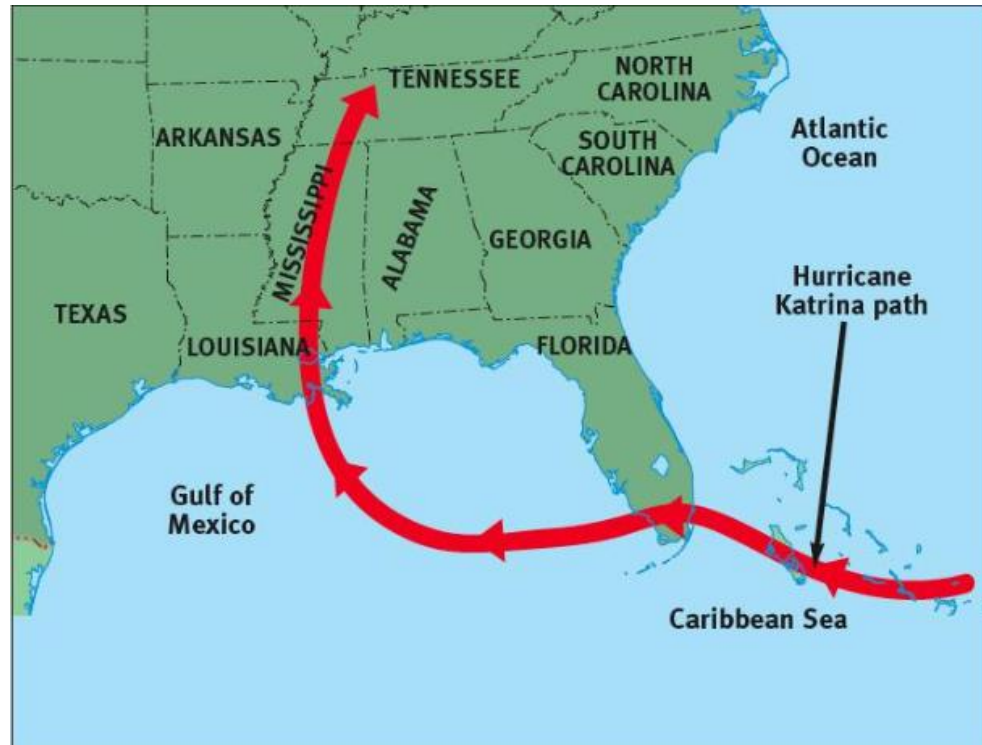 TENNESSEE
NORTH
CAROLINA
ARKANSAS
SOUTH
CAROLINA
Atlantic
Ocean
MISSISSIPPI
ALABAMA
GEORGIA
TEXAS
LOUISIANA
FLORIDA
Hurricane
Katrina path
Gulf of
Mexico
Caribbean Sea